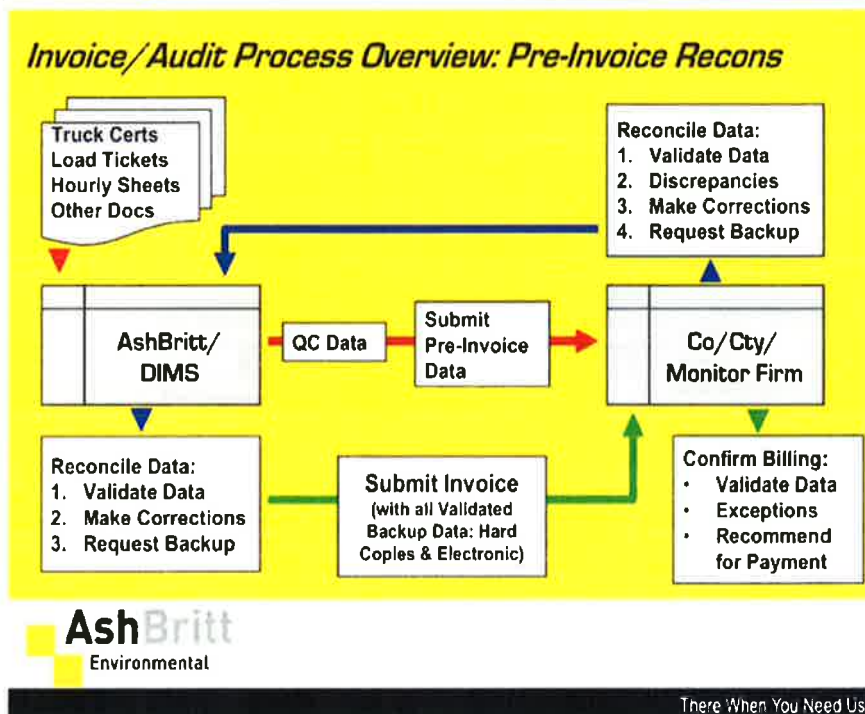 Invoice/Audit Process Overview: Pre-Invoice Recons
Truck Certs
Load Tickets
Hourly Sheets
Other Docs
Reconcile Data:
1. Validate Data
2. Discrepancies
3. Make Corrections
4. Request Backup
AshBritt/
DIMS
QC Data
Submit
Pre-Invoice
Data
Co/Cty/
Monitor Firm
Reconcile Data:
1. Validate Data
2. Make Corrections
3. Request Backup
Submit Invoice
(with all Validated
Backup Data: Hard
Copies & Electronic)
Confirm Billing:
• Validate Data
• Exceptions
• Recommend
for Payment
AshBritt
Environmental
There When You Need Us